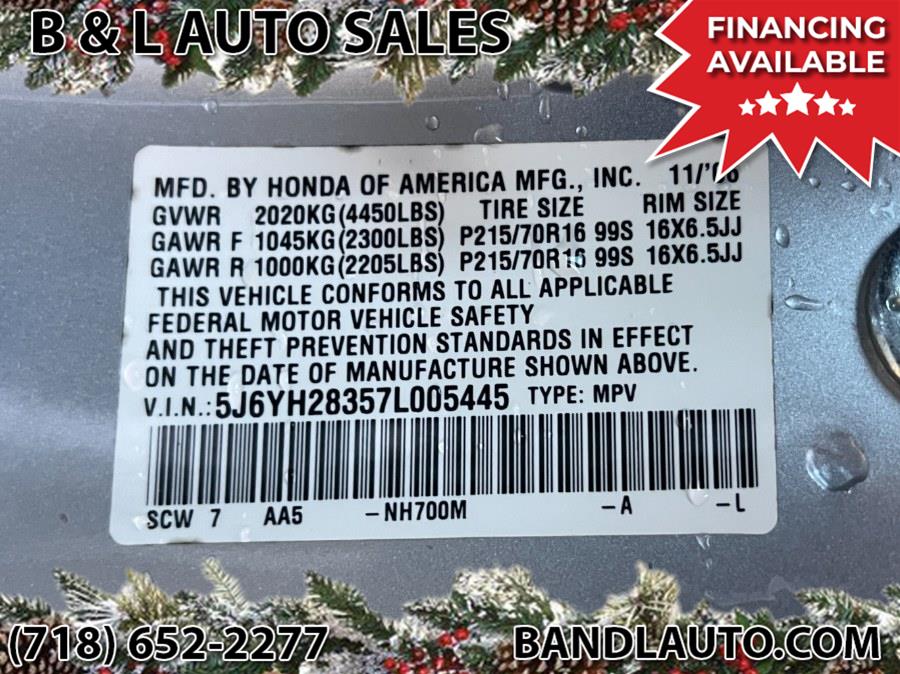 B & L AUTO SALES
FINANCING
AVAILABLE
MFD. BY HONDA OF AMERICA MFG., INC. 11/'06
GVWR 2020KG(4450LBS) TIRE SIZE RIM SIZE
GAWR F 1045KG(2300LBS) P215/70R16 99S 16X6.5JJ
GAWR R 1000KG(2205LBS) P215/70R16 99S 16X6.5JJ
THIS VEHICLE CONFORMS TO ALL APPLICABLE
FEDERAL MOTOR VEHICLE SAFETY
AND THEFT PREVENTION STANDARDS IN EFFECT
ON THE DATE OF MANUFACTURE SHOWN ABOVE.
V.I.N.: 5J6YH28357L005445 TYPE: MPV
SCW 7 AA5 -NH700M -A -L
(718) 652-2277 BANDLAUTO.COM